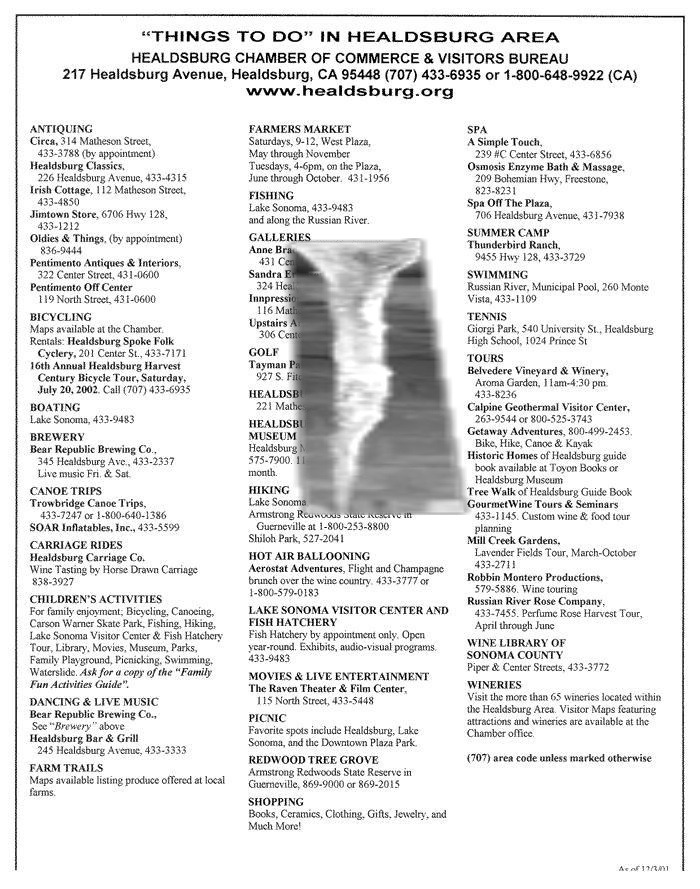 "THINGS TO DO" IN HEALDSBURG AREA
HEALDSBURG CHAMBER OF COMMERCE & VISITORS BUREAU
217 Healdsburg Avenue, Healdsburg, CA 95448 (707) 433-6935 or 1-800-648-9922 (CA)
www.healdsburg.org
ANTIQUING
Circa, 314 Matheson Street,
433-3788 (by appointment)
Healdsburg Classics,
226 Healdsburg Avenue, 433-4315
Irish Cottage, 112 Matheson Street,
433-4850
Jimtown Store, 6706 Hwy 128,
433-1212
Oldies & Things, (by appointment)
836-9444
Pentimento Antiques & Interiors,
322 Center Street, 431-0600
Pentimento Off Center
119 North Street, 431-0600
BICYCLING
Maps available at the Chamber.
Rentals: Healdsburg Spoke Folk
Cyclery, 201 Center St., 433-7171
16th Annual Healdsburg Harvest
Century Bicycle Tour, Saturday,
July 20, 2002. Call (707) 433-6935
BOATING
Lake Sonoma, 433-9483
BREWERY
Bear Republic Brewing Co.,
345 Healdsburg Ave., 433-2337
Live music Fri. & Sat.
CANOE TRIPS
Trowbridge Canoe Trips,
433-7247 or 1-800-640-1386
SOAR Inflatables, Inc., 433-5599
CARRIAGE RIDES
Healdsburg Carriage Co.
Wine Tasting by Horse Drawn Carriage
838-3927
CHILDREN'S ACTIVITIES
For family enjoyment; Bicycling, Canoeing,
Carson Warner Skate Park, Fishing, Hiking,
Lake Sonoma Visitor Center & Fish Hatchery
Tour, Library, Movies, Museum, Parks,
Family Playground, Picnicking, Swimming,
Waterslide. Ask for a copy of the "Family
Fun Activities Guide".
DANCING & LIVE MUSIC
Bear Republic Brewing Co.,
See "Brewery" above
Healdsburg Bar & Grill
245 Healdsburg Avenue, 433-3333
FARM TRAILS
Maps available listing produce offered at local
farms.
FARMERS MARKET
Saturdays, 9-12, West Plaza,
May through November
Tuesdays, 4-6pm, on the Plaza,
June through October. 431-1956
FISHING
Lake Sonoma, 433-9483
and along the Russian River.
GALLERIES
Anne
431
Sandra
324
116
Upstairs
306
GOLF
Tayman
927 S.
221
MUSEUM
Healdsburg
575-7900.
month.
HIKING
Lake Sonoma
Armstrong Redwoods State Reserve in
Guerneville at 1-800-253-8800
Shiloh Park, 527-2041
HOT AIR BALLOONING
Aerostat Adventures, Flight and Champagne
brunch over the wine country. 433-3777 or
1-800-579-0183
LAKE SONOMA VISITOR CENTER AND
FISH HATCHERY
Fish Hatchery by appointment only. Open
year-round. Exhibits, audio-visual programs.
433-9483
MOVIES & LIVE ENTERTAINMENT
The Raven Theater & Film Center,
115 North Street, 433-5448
PICNIC
Favorite spots include Healdsburg, Lake
Sonoma, and the Downtown Plaza Park.
REDWOOD TREE GROVE
Armstrong Redwoods State Reserve in
Guerneville, 869-9000 or 869-2015
SHOPPING
Books, Ceramics, Clothing, Gifts, Jewelry, and
Much More!
SPA
A Simple Touch,
239 #C Center Street, 433-6856
Osmosis Enzyme Bath & Massage,
209 Bohemian Hwy, Freestone,
823-8231
Spa Off The Plaza,
706 Healdsburg Avenue, 431-7938
SUMMER CAMP
Thunderbird Ranch,
9455 Hwy 128, 433-3729
SWIMMING
Russian River, Municipal Pool, 260 Monte
Vista, 433-1109
TENNIS
Giorgi Park, 540 University St., Healdsburg
High School, 1024 Prince St
TOURS
Belvedere Vineyard & Winery,
Aroma Garden, 11am-4:30 pm.
433-8236
Calpine Geothermal Visitor Center,
263-9544 or 800-525-3743
Getaway Adventures, 800-499-2453.
Bike, Hike, Canoe & Kayak
Historic Homes of Healdsburg guide
book available at Toyon Books or
Healdsburg Museum
Tree Walk of Healdsburg Guide Book
GourmetWine Tours & Seminars
433-1145. Custom wine & food tour
planning
Mill Creek Gardens,
Lavender Fields Tour, March-October
433-2711
Robbin Montero Productions,
579-5886. Wine touring
Russian River Rose Company,
433-7455. Perfume Rose Harvest Tour,
April through June
WINE LIBRARY OF
SONOMA COUNTY
Piper & Center Streets, 433-3772
WINERIES
Visit the more than 65 wineries located within
the Healdsburg Area. Visitor Maps featuring
attractions and wineries are available at the
Chamber office.
(707) area code unless marked otherwise
As of 12/3/01